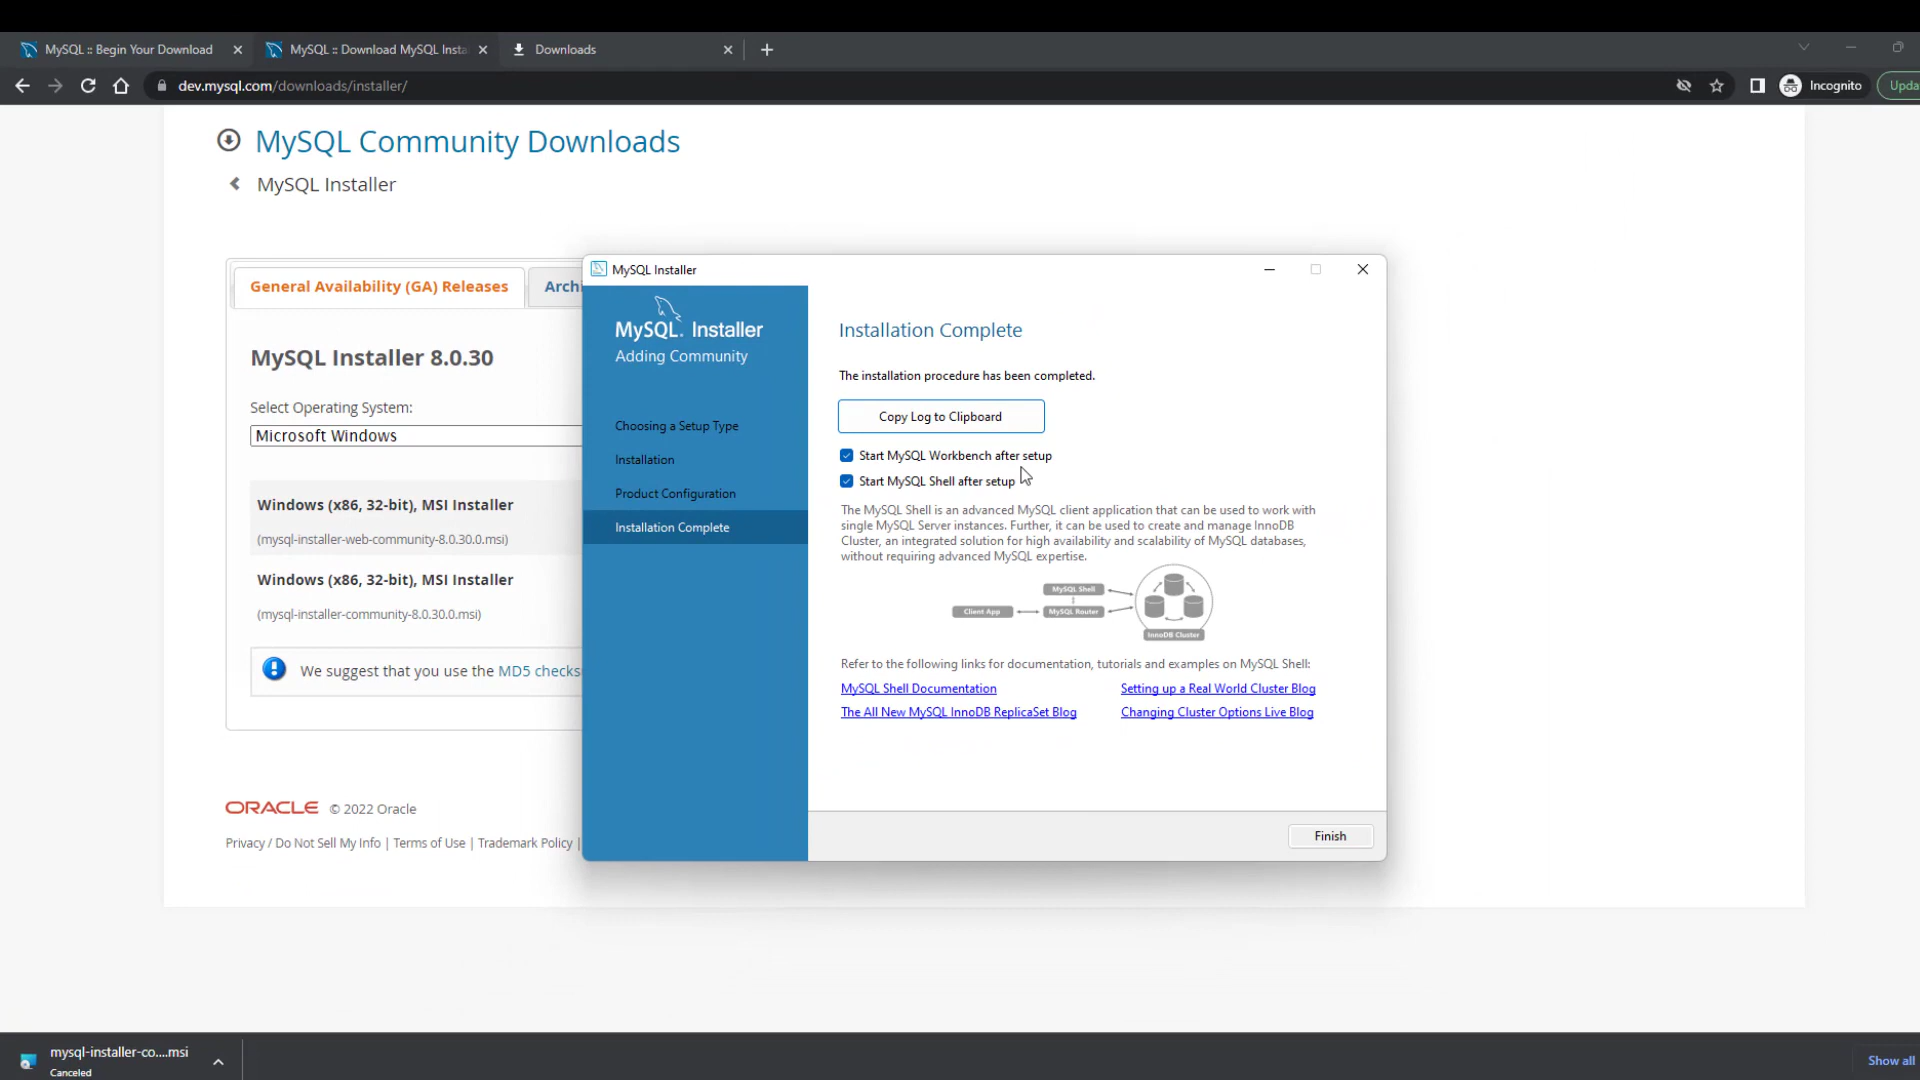 MySQL :: Begin Your Download
MySQL :: Download MySQL Insta
Downloads
dev.mysql.com/downloads/installer/
Incognito
Upda
MySQL Community Downloads
MySQL Installer
General Availability (GA) Releases
Archi
MySQL Installer 8.0.30
Select Operating System:
Microsoft Windows
Windows (x86, 32-bit), MSI Installer
(mysql-installer-web-community-8.0.30.0.msi)
Windows (x86, 32-bit), MSI Installer
(mysql-installer-community-8.0.30.0.msi)
We suggest that you use the MD5 checks
ORACLE © 2022 Oracle
Privacy / Do Not Sell My Info | Terms of Use | Trademark Policy |
MySQL Installer
MySQL. Installer
Adding Community
Choosing a Setup Type
Installation
Product Configuration
Installation Complete
Installation Complete
The installation procedure has been completed.
Copy Log to Clipboard
Start MySQL Workbench after setup
Start MySQL Shell after setup
The MySQL Shell is an advanced MySQL client application that can be used to work with
single MySQL Server instances. Further, it can be used to create and manage InnoDB
Cluster, an integrated solution for high availability and scalability of MySQL databases,
without requiring advanced MySQL expertise.
MySQL Shell
Client App
MySQL Router
InnoDB Cluster
Refer to the following links for documentation, tutorials and examples on MySQL Shell:
MySQL Shell Documentation
Setting up a Real World Cluster Blog
The All New MySQL InnoDB ReplicaSet Blog
Changing Cluster Options Live Blog
Finish
mysql-installer-co....msi
Canceled
Show all